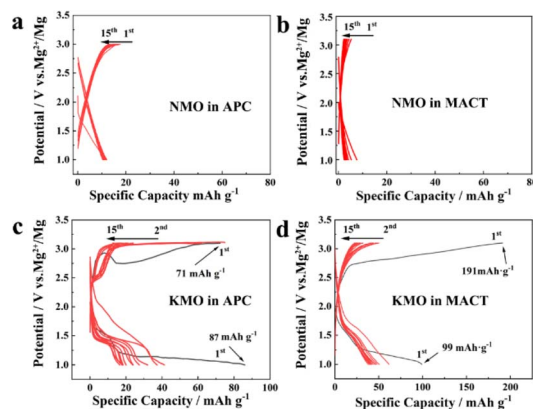 a
15th 1st
NMO in APC
Potential / V vs.Mg2+/Mg
3.0
2.5
2.0
1.5
1.0
0 20 40 60 80
Specific Capacity mAh g-1
b
15th 1st
NMO in MACT
Potential / V vs.Mg2+/Mg
3.0
2.5
2.0
1.5
1.0
0 20 40 60 80
Specific Capacity mAh g-1
c
15th 2nd
1st
71 mAh g-1
KMO in APC
87 mAh g-1
1st
Potential / V vs.Mg2+/Mg
3.5
3.0
2.5
2.0
1.5
1.0
0 20 40 60 80 100
Specific Capacity / mAh g-1
d
15th 2nd
1st
191mAh·g-1
KMO in MACT
99 mAh·g-1
1st
Potential / V vs.Mg2+/Mg
3.5
3.0
2.5
2.0
1.5
1.0
0 50 100 150 200
Specific Capacity / mAh g-1